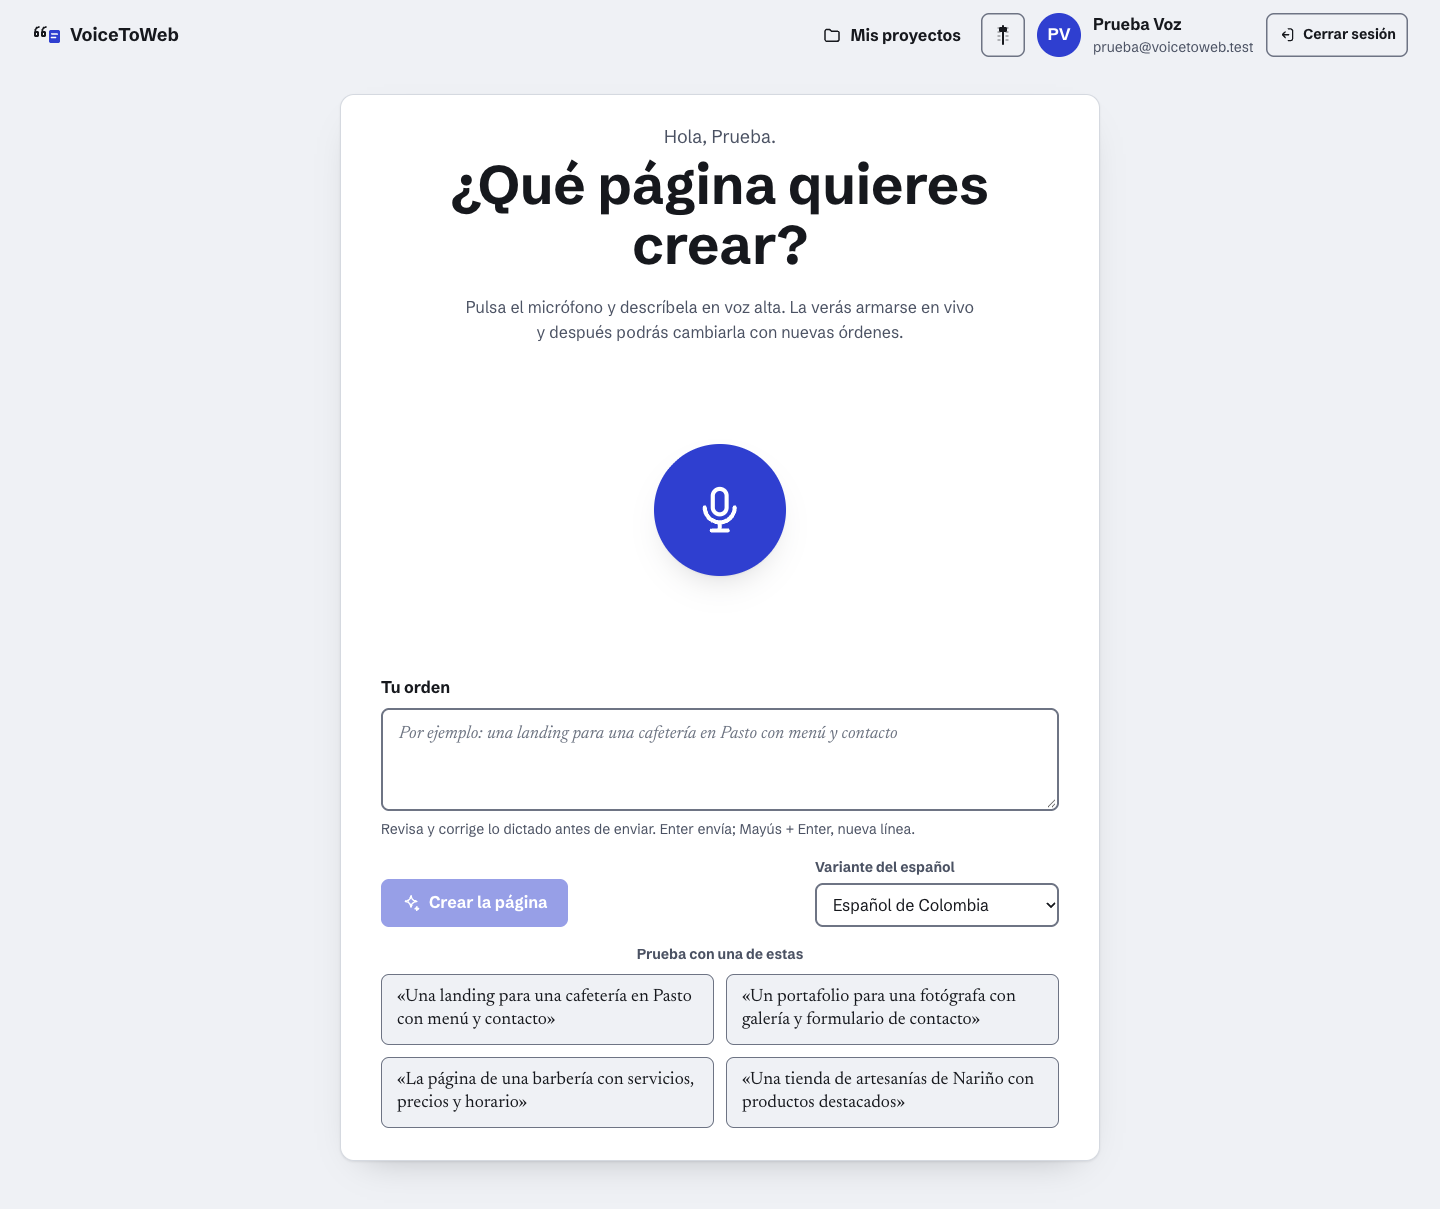 VoiceToWeb
Mis proyectos
PV
Prueba Voz
prueba@voicetoweb.test
Cerrar sesión
Hola, Prueba.
¿Qué página quieres
crear?
Pulsa el micrófono y descríbela en voz alta. La verás armarse en vivo
y después podrás cambiarla con nuevas órdenes.
Tu orden
Por ejemplo: una landing para una cafetería en Pasto con menú y contacto
Revisa y corrige lo dictado antes de enviar. Enter envía; Mayús + Enter, nueva línea.
Crear la página
Variante del español
Español de Colombia
Prueba con una de estas
«Una landing para una cafetería en Pasto
con menú y contacto»
«Un portafolio para una fotógrafa con
galería y formulario de contacto»
«La página de una barbería con servicios,
precios y horario»
«Una tienda de artesanías de Nariño con
productos destacados»